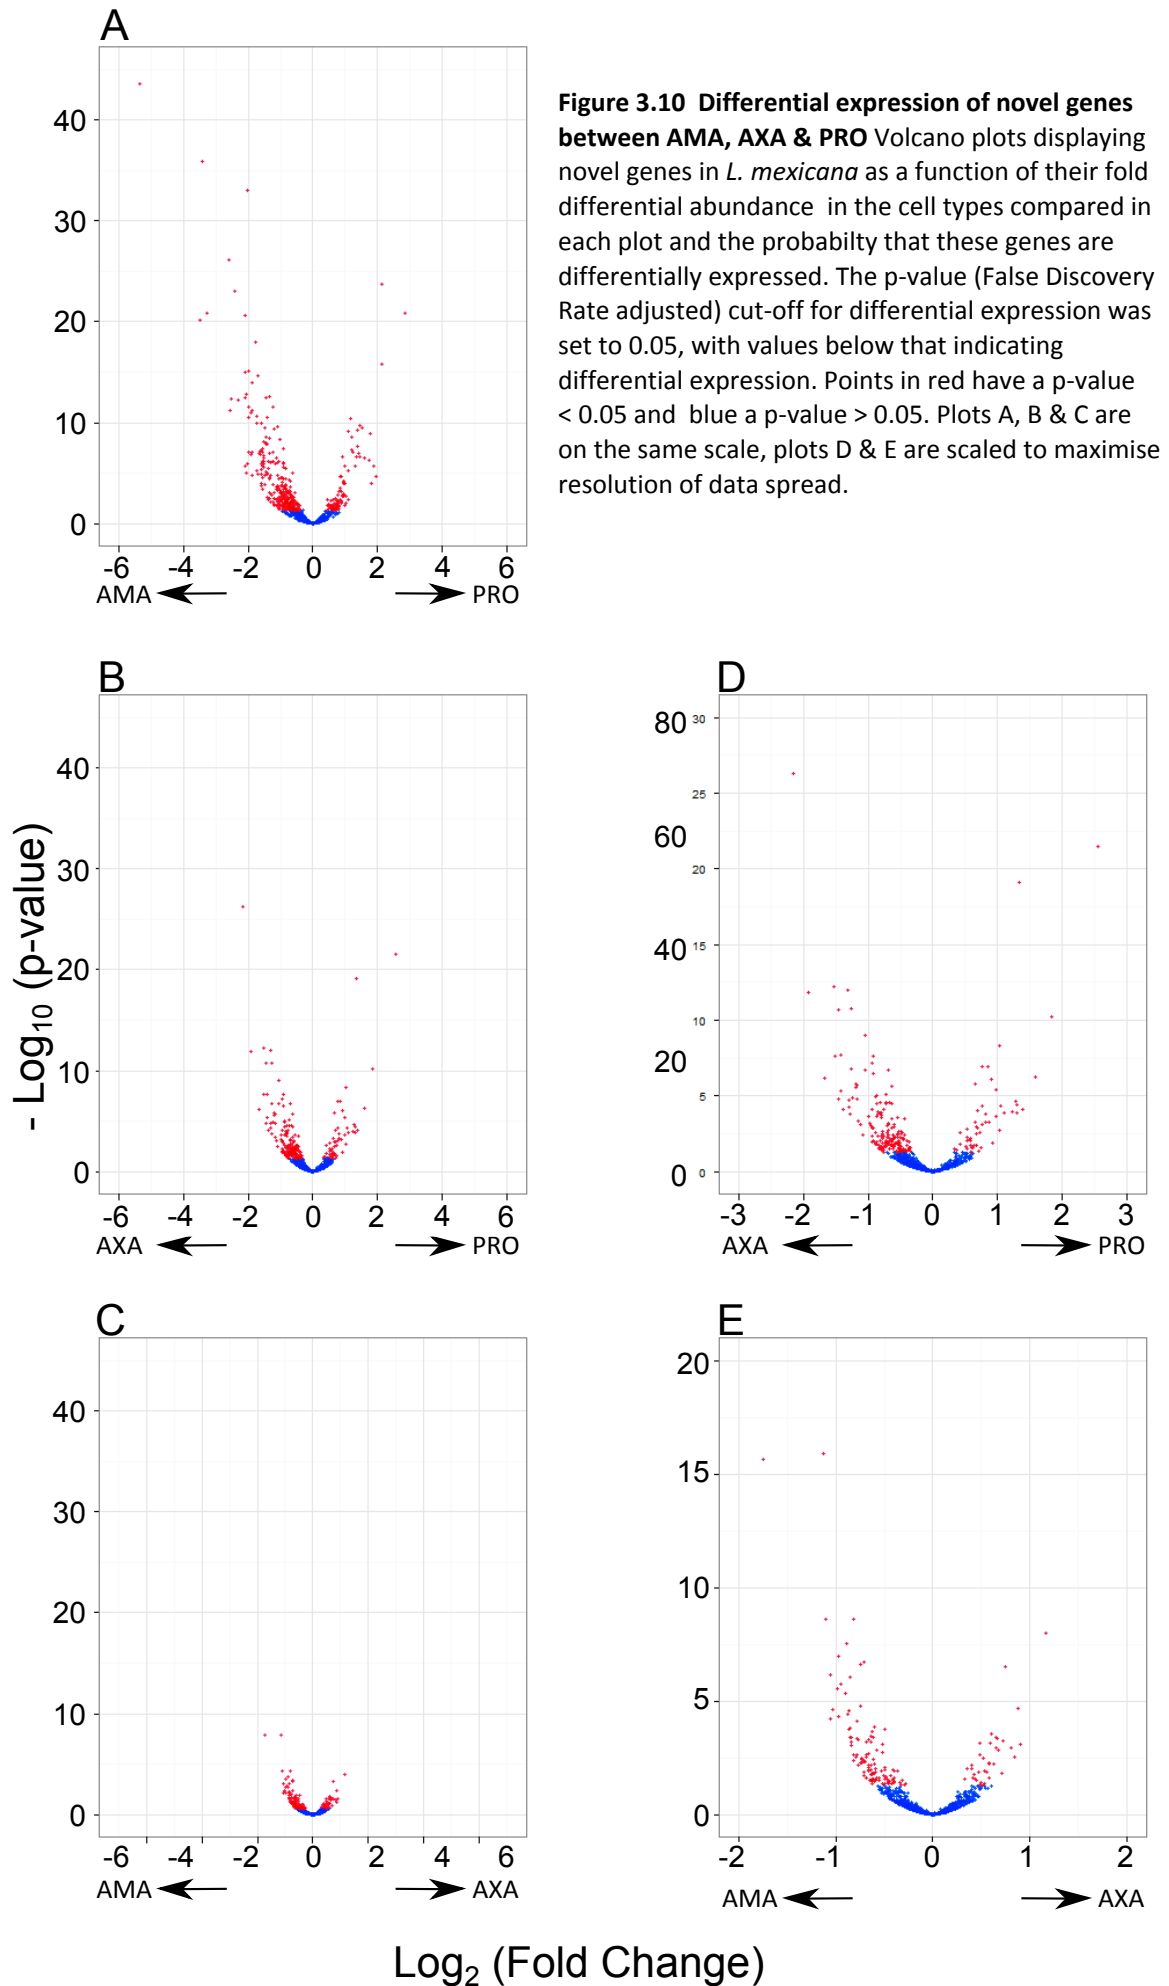 A
40
30
20
10
0
-6 -4 -2 0 2 4 6
AMA PRO
Figure 3.10 Differential expression of novel genes
between AMA, AXA & PRO Volcano plots displaying
novel genes in L. mexicana as a function of their fold
differential abundance in the cell types compared in
each plot and the probabilty that these genes are
differentially expressed. The p-value (False Discovery
Rate adjusted) cut-off for differential expression was
set to 0.05, with values below that indicating
differential expression. Points in red have a p-value
< 0.05 and blue a p-value > 0.05. Plots A, B & C are
on the same scale, plots D & E are scaled to maximise
resolution of data spread.
- Log10 (p-value)
B
40
30
20
10
0
-6 -4 -2 0 2 4 6
AXA PRO
D
80 30
25
60
20
40 15
10
20
5
0 0
-3 -2 -1 0 1 2 3
AXA PRO
C
40
30
20
10
0
-6 -4 -2 0 2 4 6
AMA AXA
E
20
15
10
5
0
-2 -1 0 1 2
AMA AXA
Log2 (Fold Change)